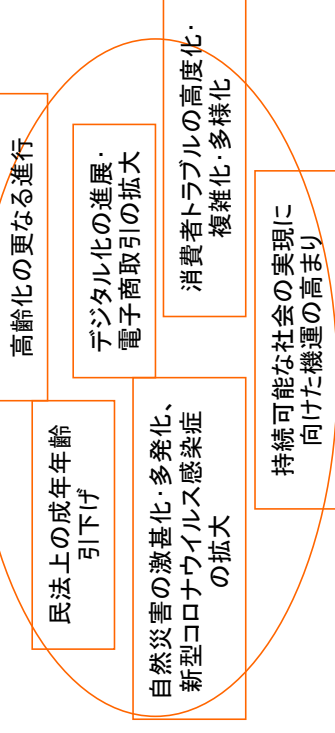 高齢化の更なる進行
民法上の成年年齢
引下げ
デジタル化の進展・
電子商取引の拡大
自然災害の激甚化・多発化、
新型コロナウイルス感染症
の拡大
消費者トラブルの高度化・
複雑化・多様化
持続可能な社会の実現に
向けた機運の高まり